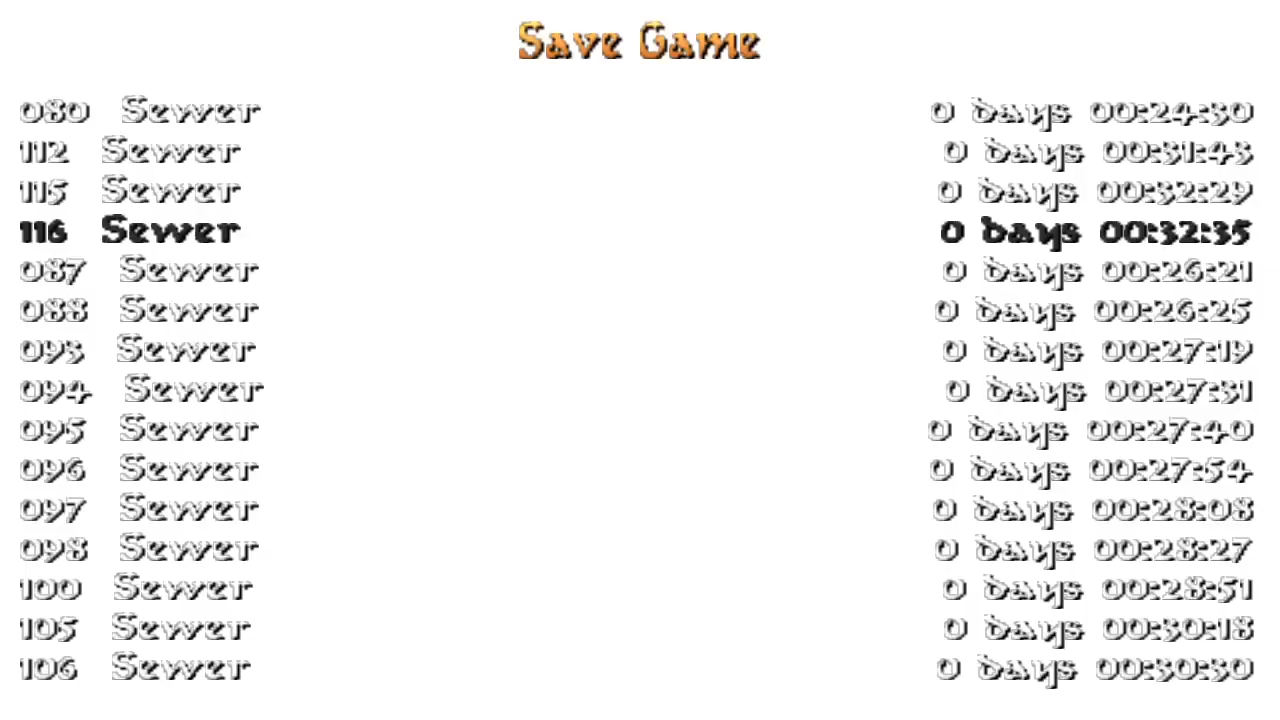 Save Game
080 Sewer 0 days 00:24:30
112 Sewer 0 days 00:31:43
115 Sewer 0 days 00:32:29
116 Sewer 0 days 00:32:35
087 Sewer 0 days 00:26:21
088 Sewer 0 days 00:26:25
093 Sewer 0 days 00:27:19
094 Sewer 0 days 00:27:31
095 Sewer 0 days 00:27:40
096 Sewer 0 days 00:27:54
097 Sewer 0 days 00:28:08
098 Sewer 0 days 00:28:27
100 Sewer 0 days 00:28:51
105 Sewer 0 days 00:30:18
106 Sewer 0 days 00:30:30